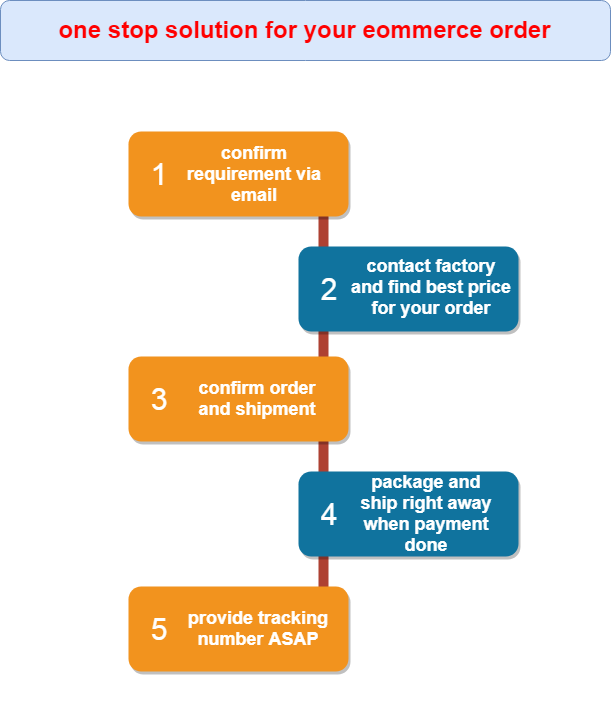 one stop solution for your eommerce order
1
confirm
requirement via
email
2
contact factory
and find best price
for your order
3
confirm order
and shipment
4
package and
ship right away
when payment
done
5
provide tracking
number ASAP